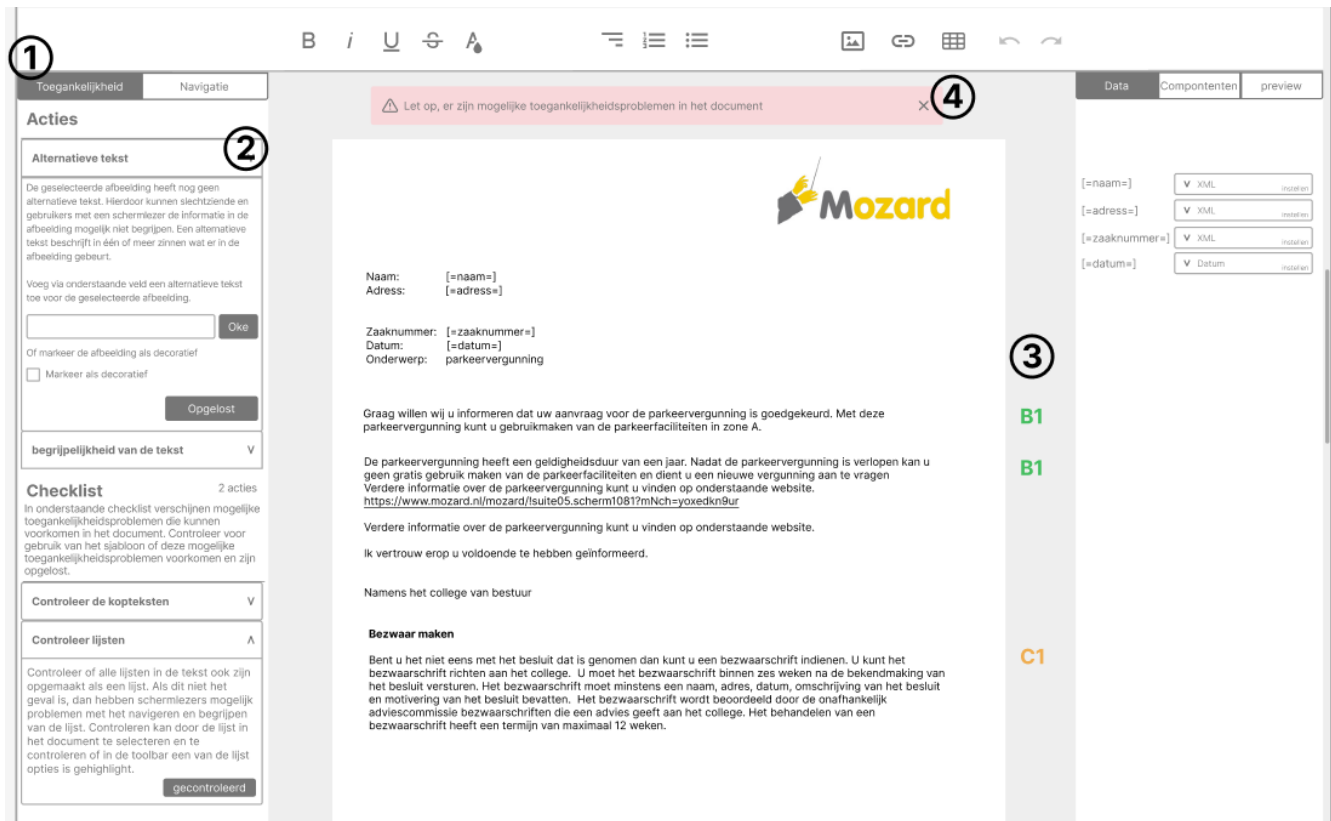 B i U S A
1
Toegankelijkheid Navigatie
Acties
2
Alternatieve tekst
De geselecteerde afbeelding heeft nog geen
alternatieve tekst. Hierdoor kunnen slechtziende en
gebruikers met een schermlezer de informatie in de
afbeelding mogelijk niet begrijpen. Een alternatieve
tekst beschrijft in één of meer zinnen wat er in de
afbeelding gebeurt.
Voeg via onderstaande veld een alternatieve tekst
toe voor de geselecteerde afbeelding.
Oke
Of markeer de afbeelding als decoratief
Markeer als decoratief
Opgelost
begrijpelijkheid van de tekst V
Checklist 2 acties
In onderstaande checklist verschijnen mogelijke
toegankelijkheidsproblemen die kunnen
voorkomen in het document. Controleer voor
gebruik van het sjabloon of deze mogelijke
toegankelijkheidsproblemen voorkomen en zijn
opgelost.
Controleer de kopteksten V
Controleer lijsten Λ
Controleer of alle lijsten in de tekst ook zijn
opgemaakt als een lijst. Als dit niet het
geval is, dan hebben schermlezers mogelijk
problemen met het navigeren en begrijpen
van de lijst. Controleren kan door de lijst in
het document te selecteren en te
controleren of in de toolbar een van de lijst
opties is gehighlight.
gecontroleerd
Let op, er zijn mogelijke toegankelijkheidsproblemen in het document
4
Mozard
Naam: [=naam=]
Adress: [=adress=]
Zaaknummer: [=zaaknummer=]
Datum: [=datum=]
Onderwerp: parkeervergunning
3
Graag willen wij u informeren dat uw aanvraag voor de parkeervergunning is goedgekeurd. Met deze
parkeervergunning kunt u gebruikmaken van de parkeerfaciliteiten in zone A.
B1
De parkeervergunning heeft een geldigheidsduur van een jaar. Nadat de parkeervergunning is verlopen kan u
geen gratis gebruik maken van de parkeerfaciliteiten en dient u een nieuwe vergunning aan te vragen
Verdere informatie over de parkeervergunning kunt u vinden op onderstaande website.
https://www.mozard.nl/mozard/!suite05.scherm1081?mNch=yoxedkn9ur
B1
Verdere informatie over de parkeervergunning kunt u vinden op onderstaande website.
Ik vertrouw erop u voldoende te hebben geïnformeerd.
Namens het college van bestuur
Bezwaar maken
Bent u het niet eens met het besluit dat is genomen dan kunt u een bezwaarschrift indienen. U kunt het
bezwaarschrift richten aan het college. U moet het bezwaarschrift binnen zes weken na de bekendmaking van
het besluit versturen. Het bezwaarschrift moet minstens een naam, adres, datum, omschrijving van het besluit
en motivering van het besluit bevatten. Het bezwaarschrift wordt beoordeeld door de onafhankelijk
adviescommissie bezwaarschriften die een advies geeft aan het college. Het behandelen van een
bezwaarschrift heeft een termijn van maximaal 12 weken.
C1
Data Compontenten preview
[=naam=] V XML instellen
[=adress=] V XML instellen
[=zaaknummer=] V XML instellen
[=datum=] V Datum instellen